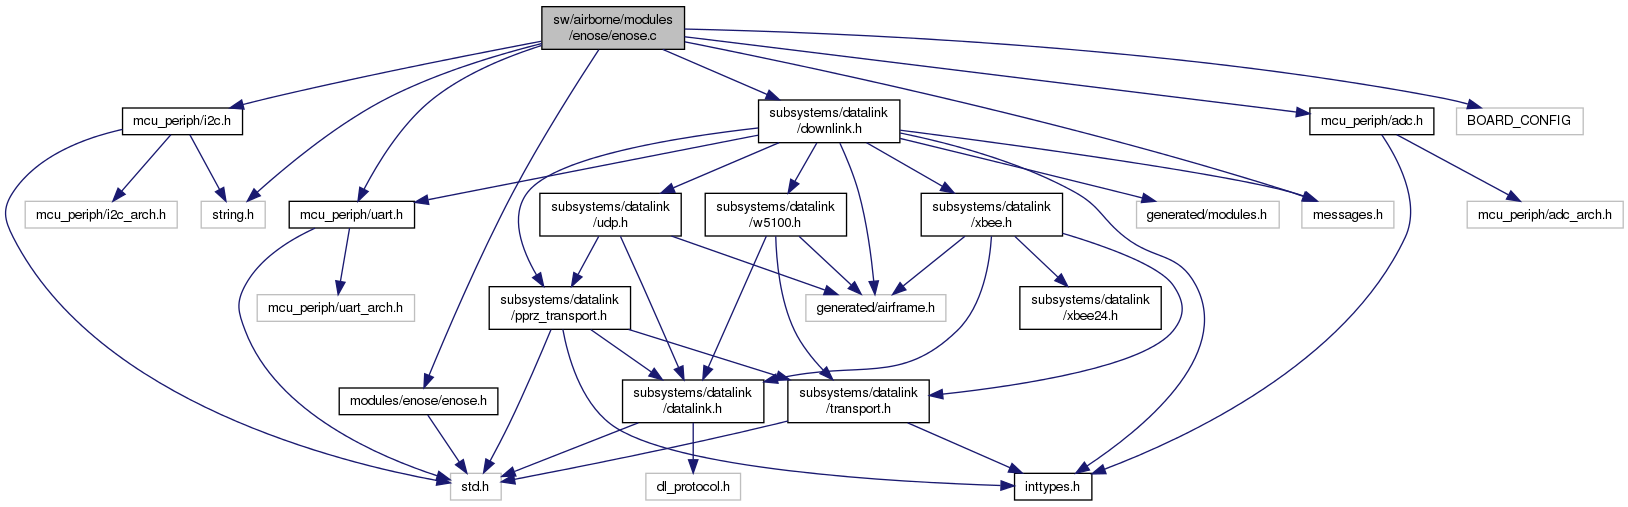 sw/airborne/modules
/enose/enose.c
mcu_periph/i2c.h
subsystems/datalink
/downlink.h
mcu_periph/adc.h
BOARD_CONFIG
mcu_periph/i2c_arch.h
string.h
mcu_periph/uart.h
subsystems/datalink
/udp.h
subsystems/datalink
/w5100.h
subsystems/datalink
/xbee.h
generated/modules.h
messages.h
mcu_periph/adc_arch.h
mcu_periph/uart_arch.h
subsystems/datalink
/pprz_transport.h
generated/airframe.h
subsystems/datalink
/xbee24.h
modules/enose/enose.h
subsystems/datalink
/datalink.h
subsystems/datalink
/transport.h
std.h
dl_protocol.h
inttypes.h